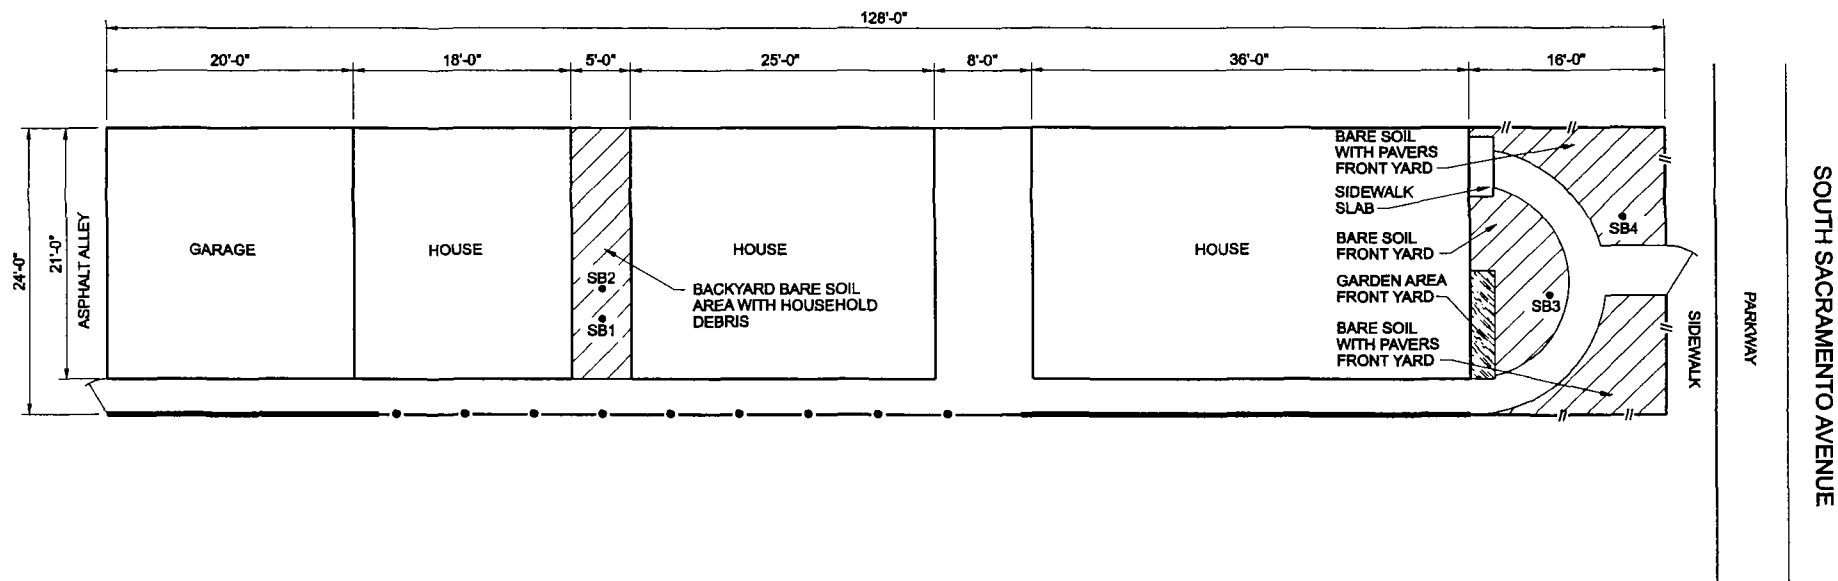 128'-0"
20'-0"
18'-0"
5'-0"
25'-0"
8'-0"
36'-0"
16'-0"
24'-0"
21'-0"
ASPHALT ALLEY
GARAGE
HOUSE
SB2
SB1
HOUSE
BACKYARD BARE SOIL
AREA WITH HOUSEHOLD
DEBRIS
HOUSE
BARE SOIL
WITH PAVERS
FRONT YARD
SIDEWALK
SLAB
BARE SOIL
FRONT YARD
GARDEN AREA
FRONT YARD
BARE SOIL
WITH PAVERS
FRONT YARD
SB4
SB3
SIDEWALK
PARKWAY
SOUTH SACRAMENTO AVENUE